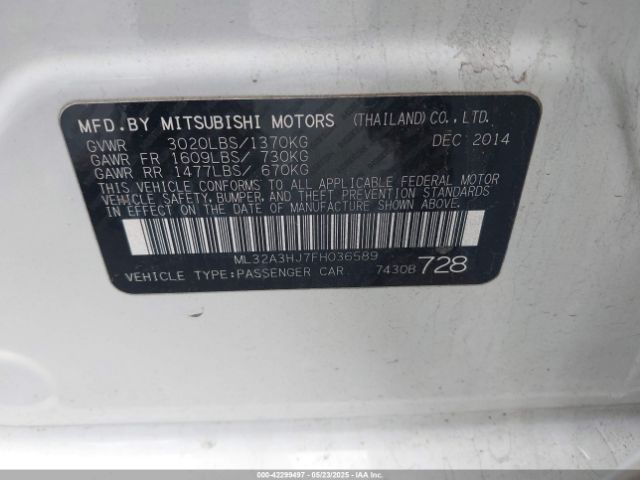 MFD.BY MITSUBISHI MOTORS (THAILAND) CO.,LTD.
GVWR 3020LBS/1370KG DEC 2014
GAWR FR 1609LBS/ 730KG
GAWR RR 1477LBS/ 670KG
THIS VEHICLE CONFORMS TO ALL APPLICABLE FEDERAL MOTOR
VEHICLE SAFETY, BUMPER, AND THEFT PREVENTION STANDARDS
IN EFFECT ON THE DATE OF MANUFACTURE SHOWN ABOVE.
ML32A3HJ7FH036589
VEHICLE TYPE:PASSENGER CAR 7430B 728
000-42299497 - 05/23/2025 - IAAI.COM